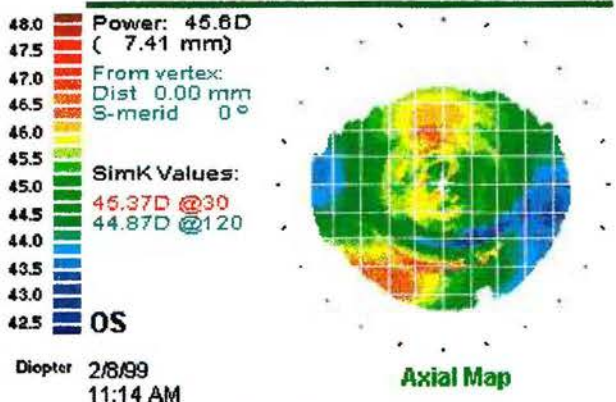 48.0
47.5
47.0
46.5
46.0
45.5
45.0
44.5
44.0
43.5
43.0
42.5
Diopter
Power: 45.6D
( 7.41 mm)
From vertex:
Dist 0.00 mm
S-merid 0°
SimK Values:
45.37D @30
44.87D @120
OS
2/8/99
11:14 AM
Axial Map